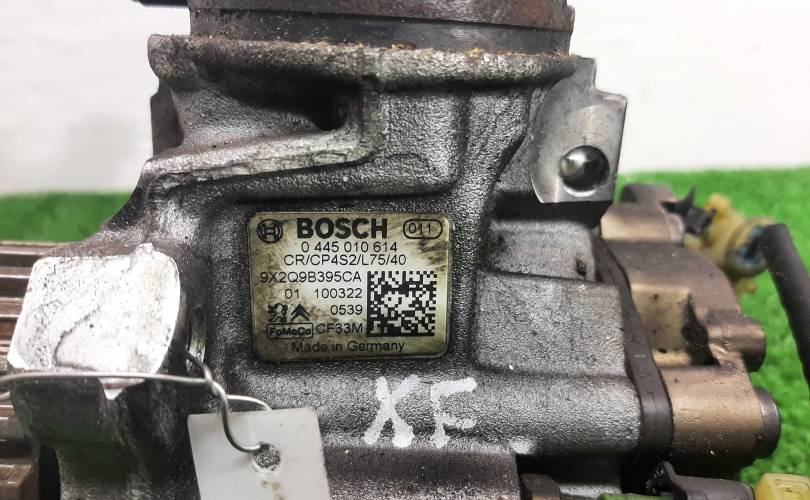 BOSCH 011
0 445 010 614
CR/CP4S2/L75/40
9X2Q9B395CA
01 100322
0539
FoMoCo CF33M
Made in Germany
XF